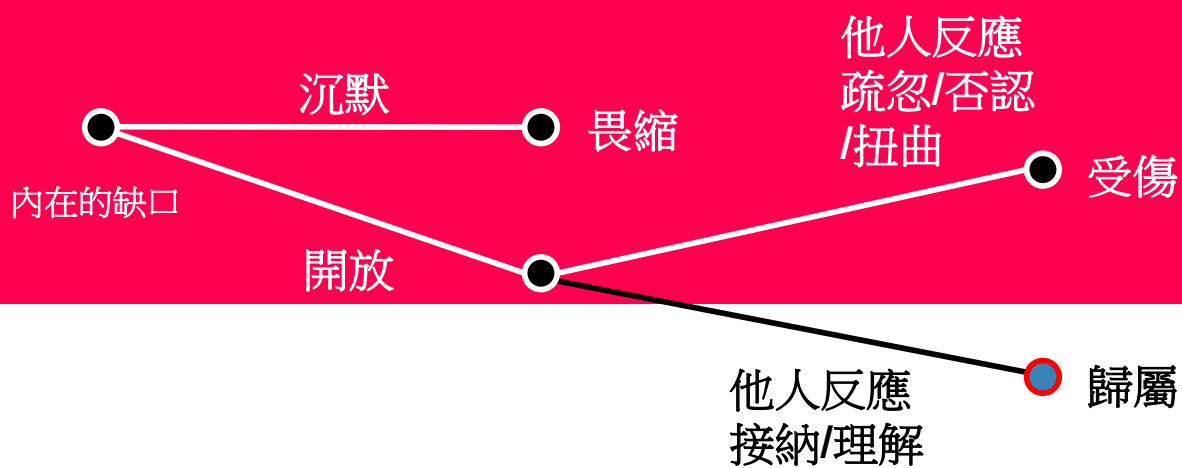 沉默
畏縮
內在的缺口
開放
他人反應
疏忽/否認
/扭曲
受傷
他人反應
接納/理解
歸屬